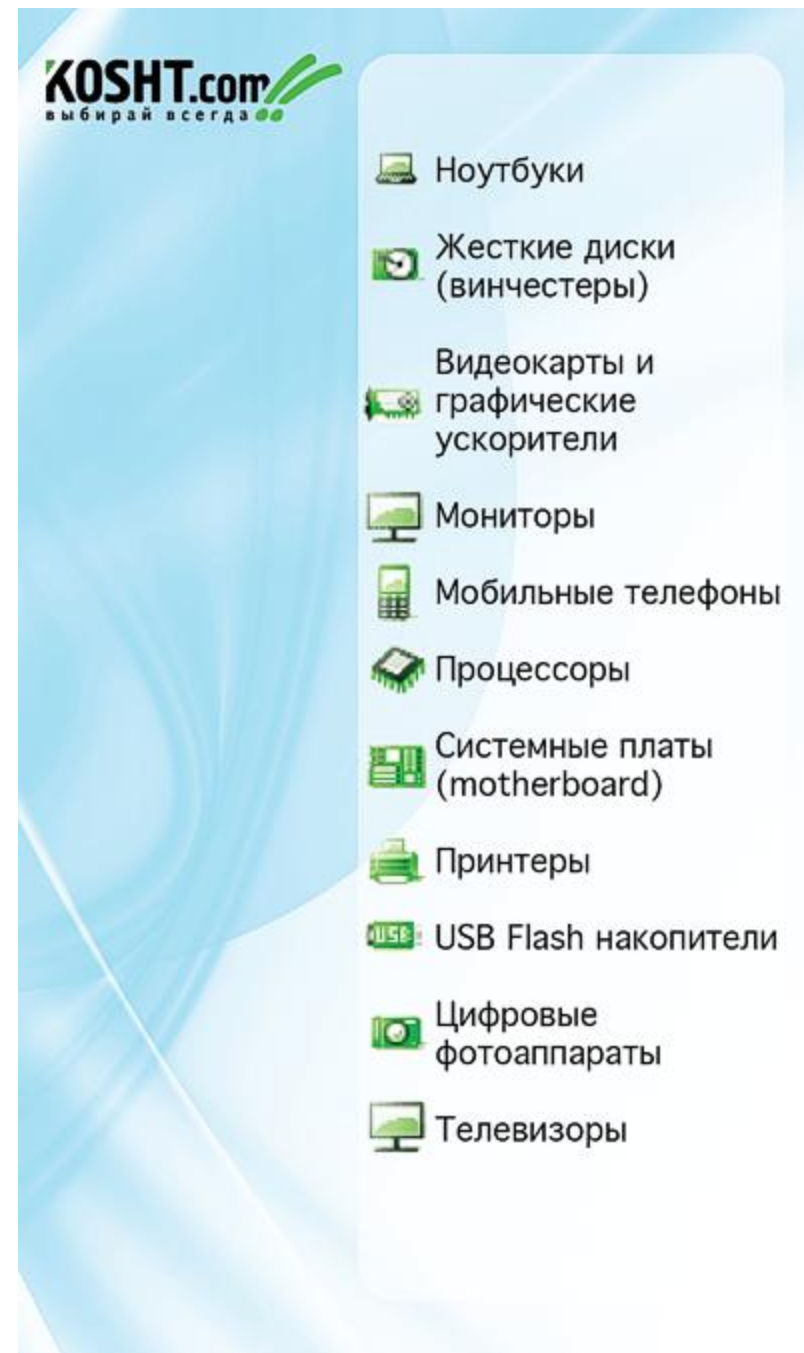 KOSHT.com
выбирай всегда
Ноутбуки
Жесткие диски
(винчестеры)
Видеокарты и
графические
ускорители
Мониторы
Мобильные телефоны
Процессоры
Системные платы
(motherboard)
Принтеры
USB
USB Flash накопители
Цифровые
фотоаппараты
Телевизоры